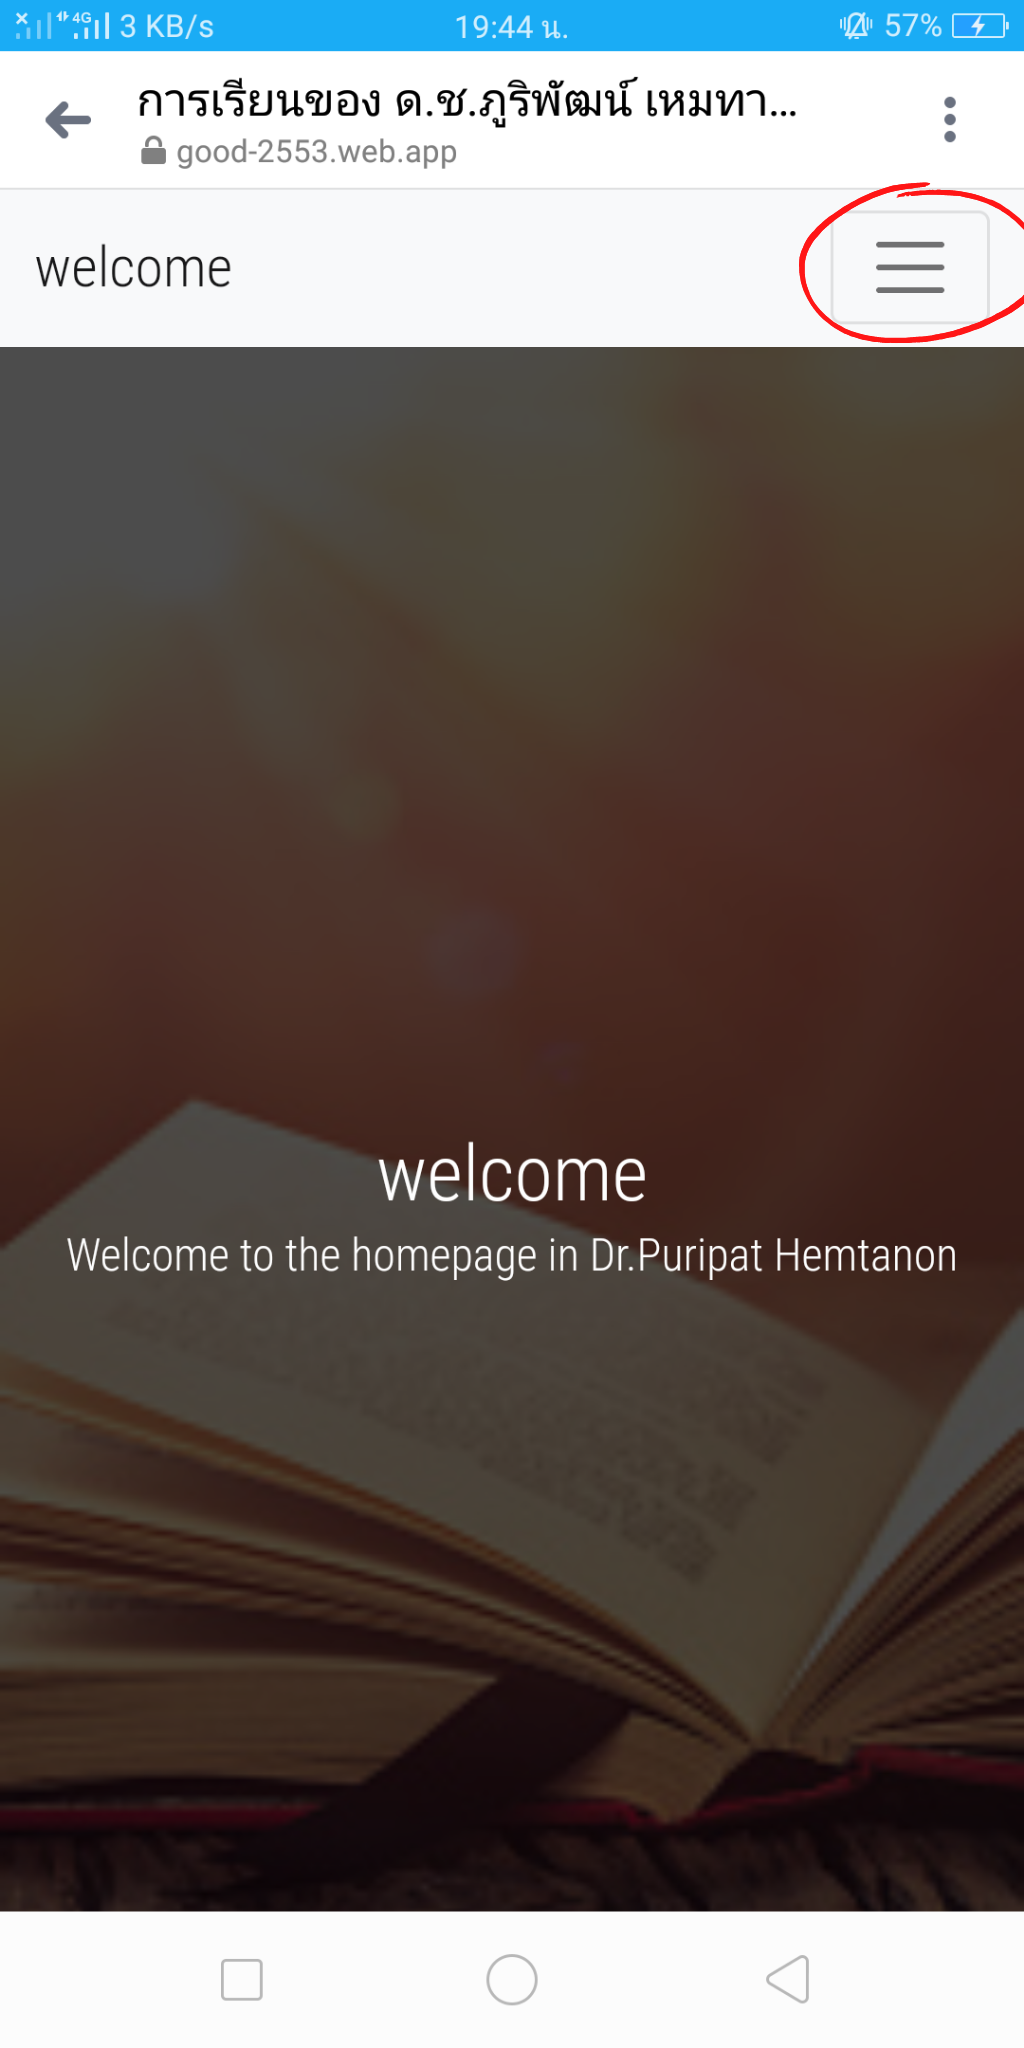 4G 3 KB/s 19:44 น. 57%
การเรียนของ ด.ช.ภูริพัฒน์ เหมทา...
good-2553.web.app
welcome
welcome
Welcome to the homepage in Dr.Puripat Hemtanon